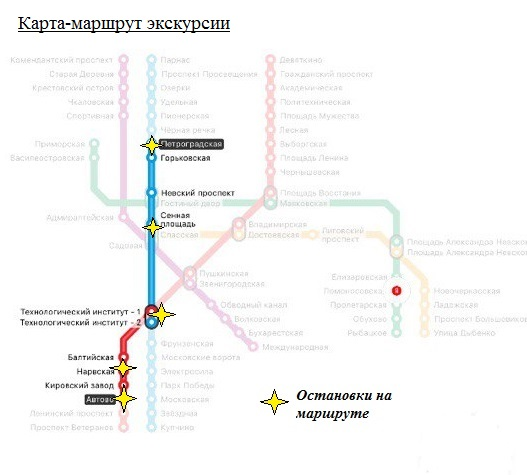 Карта-маршрут экскурсии
Комендантский проспект
Старая Деревня
Крестовский остров
Чкаловская
Спортивная
Парнас
Проспект Просвещения
Озерки
Удельная
Пионерская
Чёрная речка
Петроградская
Горьковская
Невский проспект
Гостиный двор
Сенная
площадь
Спасская
Девяткино
Гражданский проспект
Академическая
Политехническая
Площадь Мужества
Лесная
Выборгская
Площадь Ленина
Чернышевская
Площадь Восстания
Маяковская
Приморская
Василеостровская
Адмиралтейская
Садовая
Владимирская
Достоевская
Лиговский
проспект
Площадь Александра Невского
Площадь Александра Невского
Пушкинская
Звенигородская
Елизаровская
Ломоносовская
Пролетарская
Обухово
Рыбацкое
Новочеркасская
Ладожская
Проспект Большевиков
Улица Дыбенко
Обводный канал
Волковская
Бухарестская
Международная
Технологический институт - 1
Технологический институт - 2
Балтийская
Нарвская
Кировский завод
Автово
Ленинский проспект
Проспект Ветеранов
Фрунзенская
Московские ворота
Электросила
Парк Победы
Московская
Звёздная
Купчино
Остановки на
маршруте